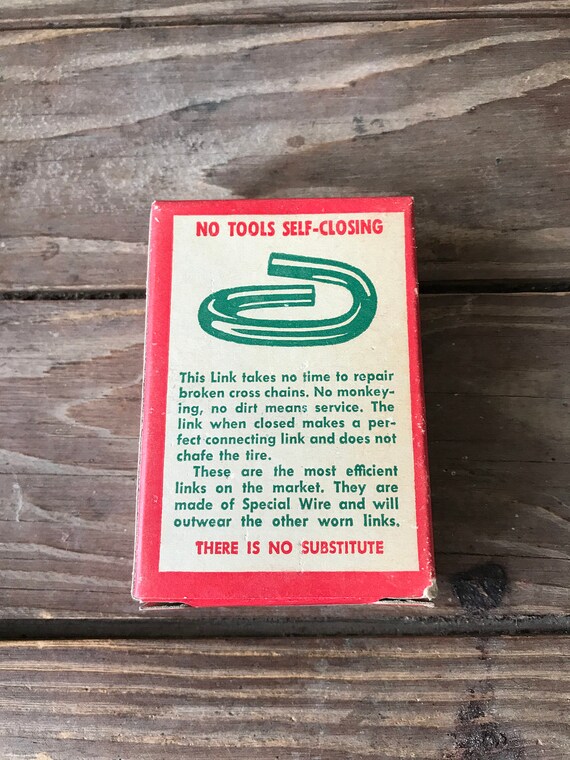 NO TOOLS SELF-CLOSING
This Link takes no time to repair
broken cross chains. No monkey-
ing, no dirt means service. The
link when closed makes a per-
fect connecting link and does not
chafe the tire.
These are the most efficient
links on the market. They are
made of Special Wire and will
outwear the other worn links.
THERE IS NO SUBSTITUTE